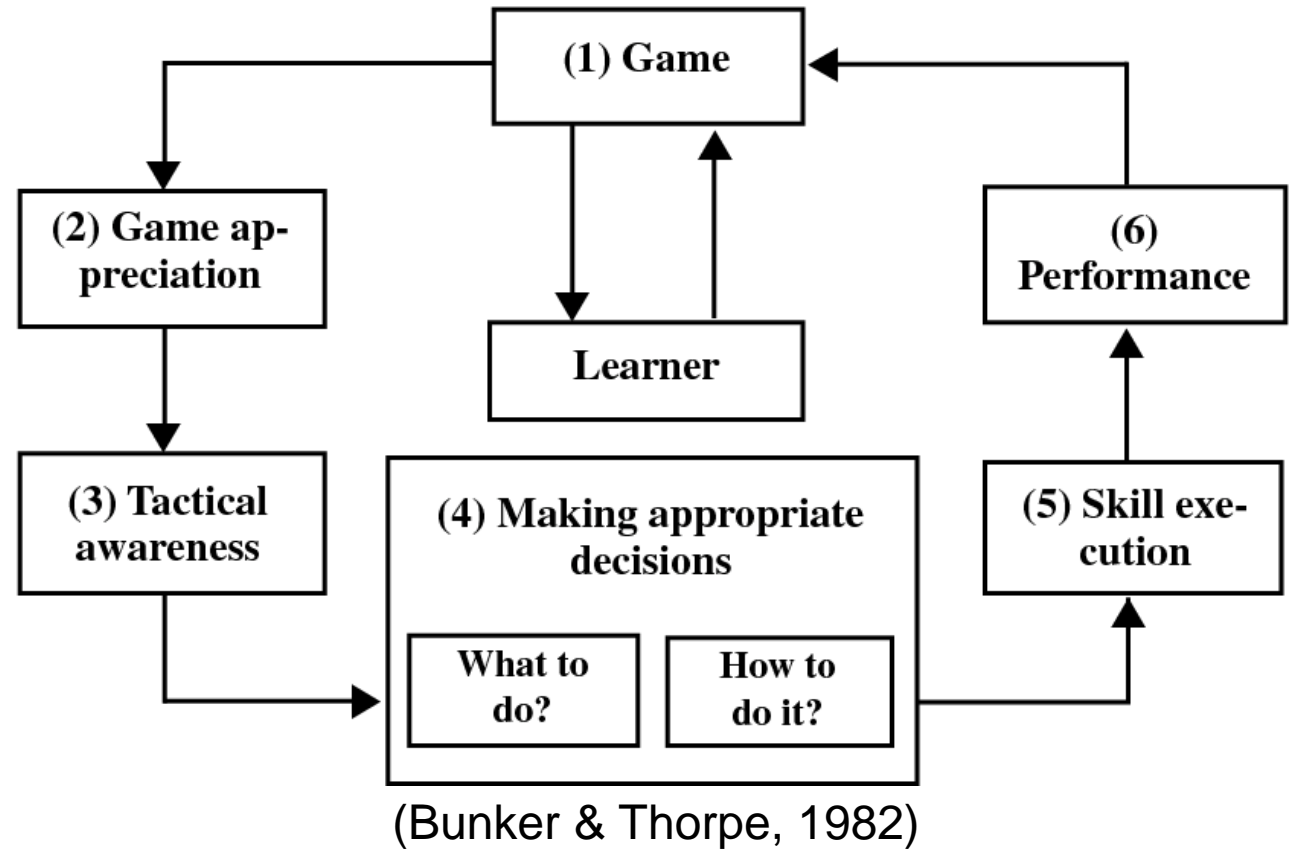 (1) Game
(2) Game ap-
preciation
(6)
Performance
Learner
(3) Tactical
awareness
(4) Making appropriate
decisions
What to
do?
How to
do it?
(5) Skill exe-
cution
(Bunker & Thorpe, 1982)